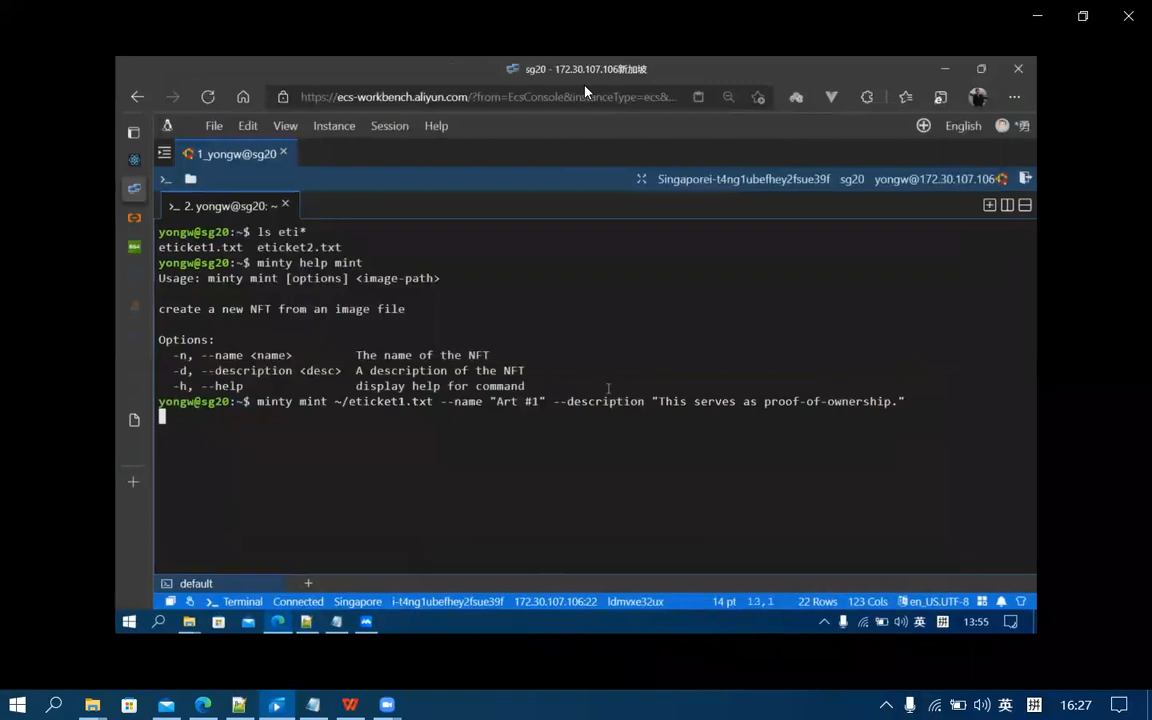 sg20 - 172.30.107.106新加坡
https://ecs-workbench.aliyun.com/?from=EcsConsole&instanceType=ecs&...
File Edit View Instance Session Help
English *勇
1_yongw@sg20
Singaporei-t4ng1ubefhey2fsue39f sg20 yongw@172.30.107.106
>_ 2. yongw@sg20: ~
yongw@sg20:~$ ls eti*
eticket1.txt eticket2.txt
yongw@sg20:~$ minty help mint
Usage: minty mint [options] <image-path>
create a new NFT from an image file
Options:
-n, --name <name> The name of the NFT
-d, --description <desc> A description of the NFT
-h, --help display help for command
yongw@sg20:~$ minty mint ~/eticket1.txt --name "Art #1" --description "This serves as proof-of-ownership."
default
Terminal Connected Singapore i-t4ng1ubefhey2fsue39f 172.30.107.106:22 ldmvxe32ux 14 pt 13,1 22 Rows 123 Cols en_US.UTF-8
英 拼 13:55
英 拼 16:27